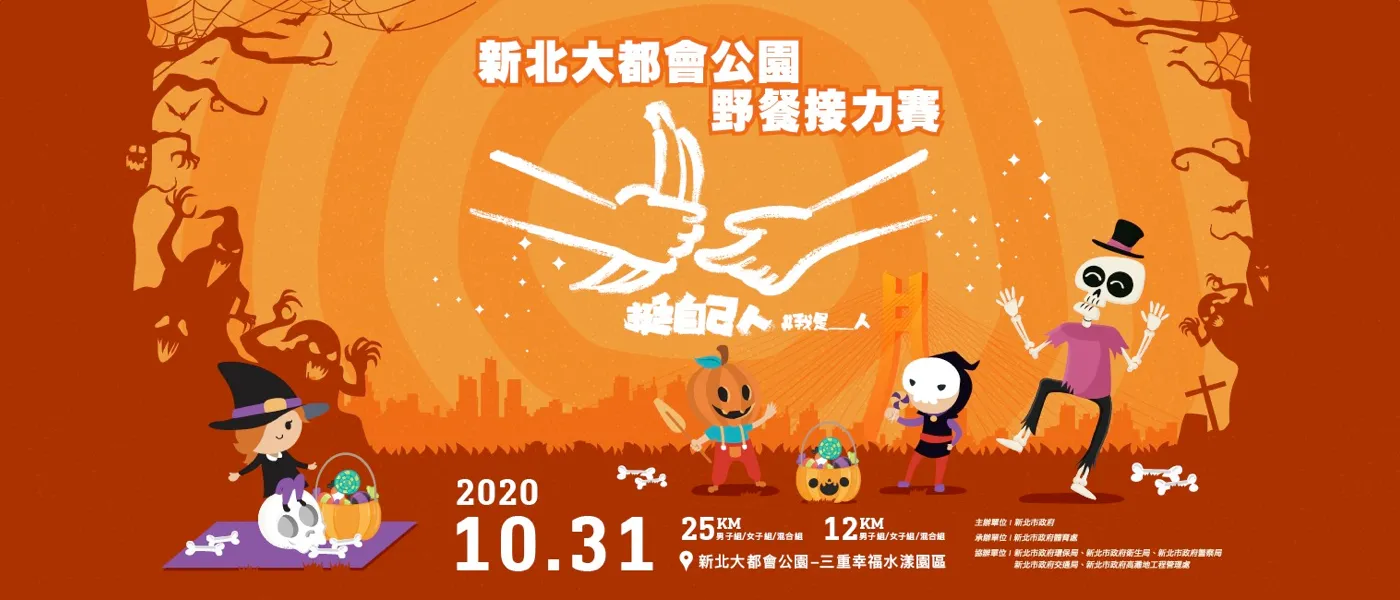 新北大都會公園
野餐接力賽
挺自己人 #我是__人
2020
10.31
25KM
男子組/女子組/混合組
12KM
男子組/女子組/混合組
新北大都會公園–三重幸福水漾園區
主辦單位：新北市政府
承辦單位：新北市政府體育處
協辦單位：新北市政府環保局、新北市政府衛生局、新北市政府警察局
新北市政府交通局、新北市政府高灘地工程管理處